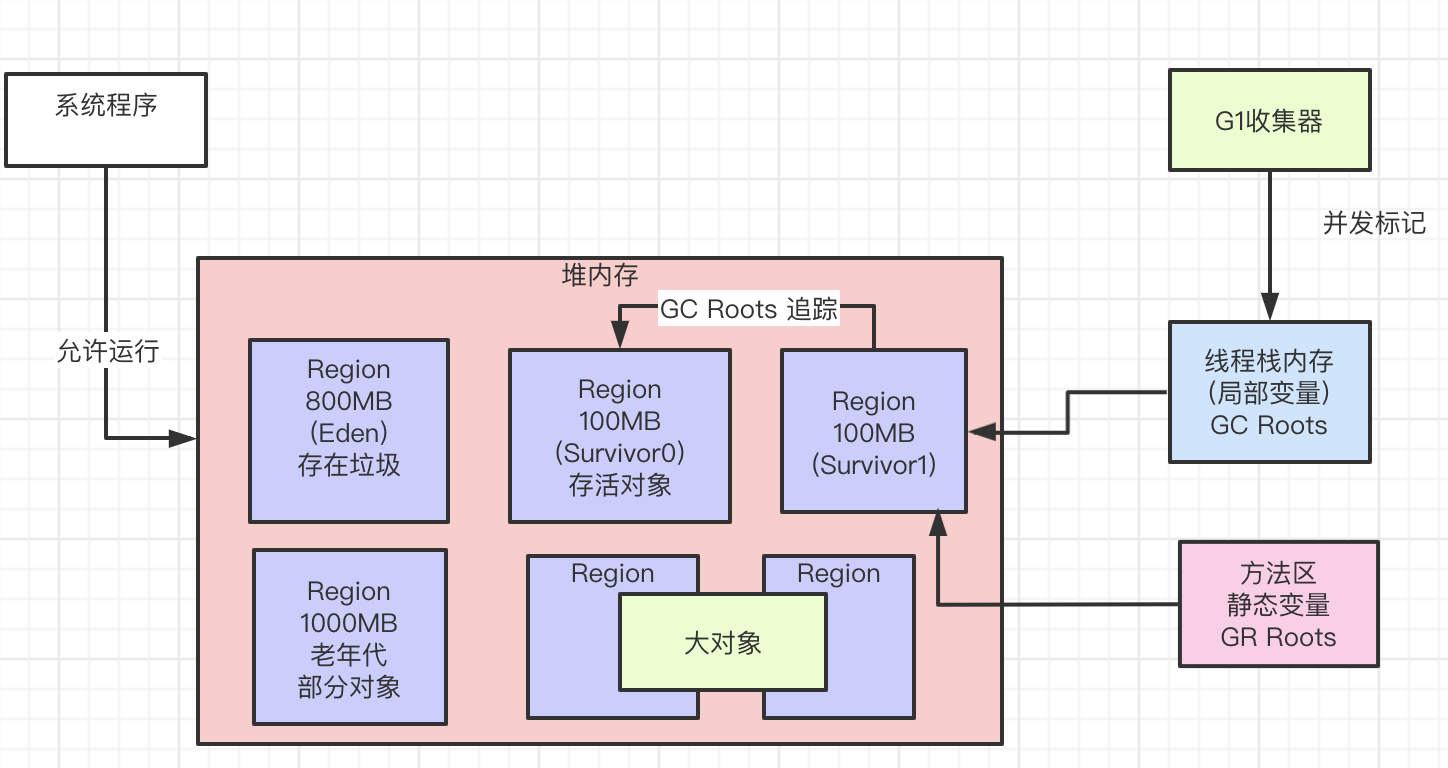 系统程序
G1收集器
并发标记
堆内存
GC Roots 追踪
允许运行
Region
800MB
(Eden)
存在垃圾
Region
100MB
(Survivor0)
存活对象
Region
100MB
(Survivor1)
线程栈内存
(局部变量)
GC Roots
Region
1000MB
老年代
部分对象
Region
Region
大对象
方法区
静态变量
GR Roots